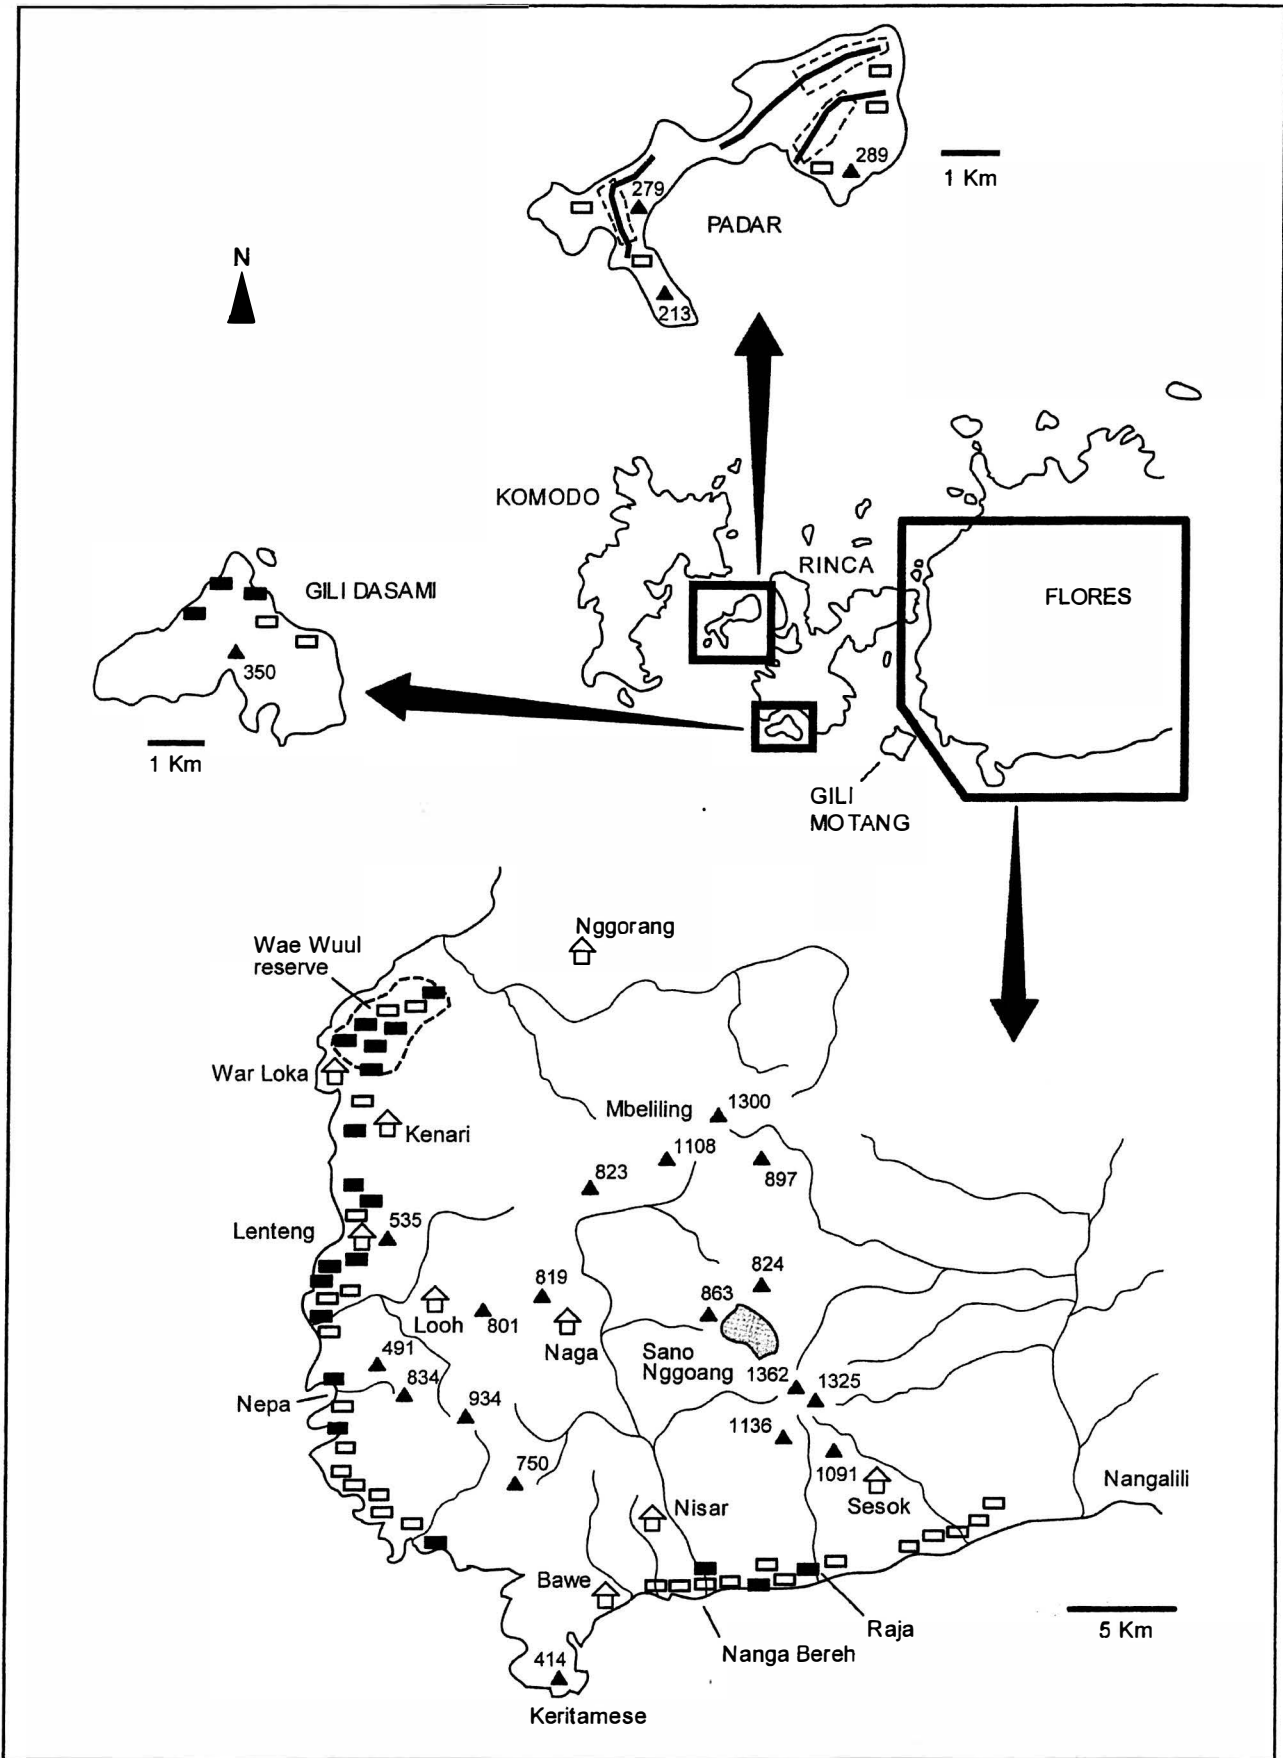 289
1 Km
279
PADAR
N
213
KOMODO
RINCA
GILI DASAMI
FLORES
350
1 Km
GILI
MOTANG
Nggorang
Wae Wuul
reserve
War Loka
Mbeliling
1300
Kenari
1108
823
897
Lenteng
535
824
819
863
Looh
801
Naga
Sano
Nggoang
491
1362
1325
834
Nepa
934
1136
750
1091
Nangalili
Nisar
Sesok
Bawe
Raja
5 Km
Nanga Bereh
414
Keritamese